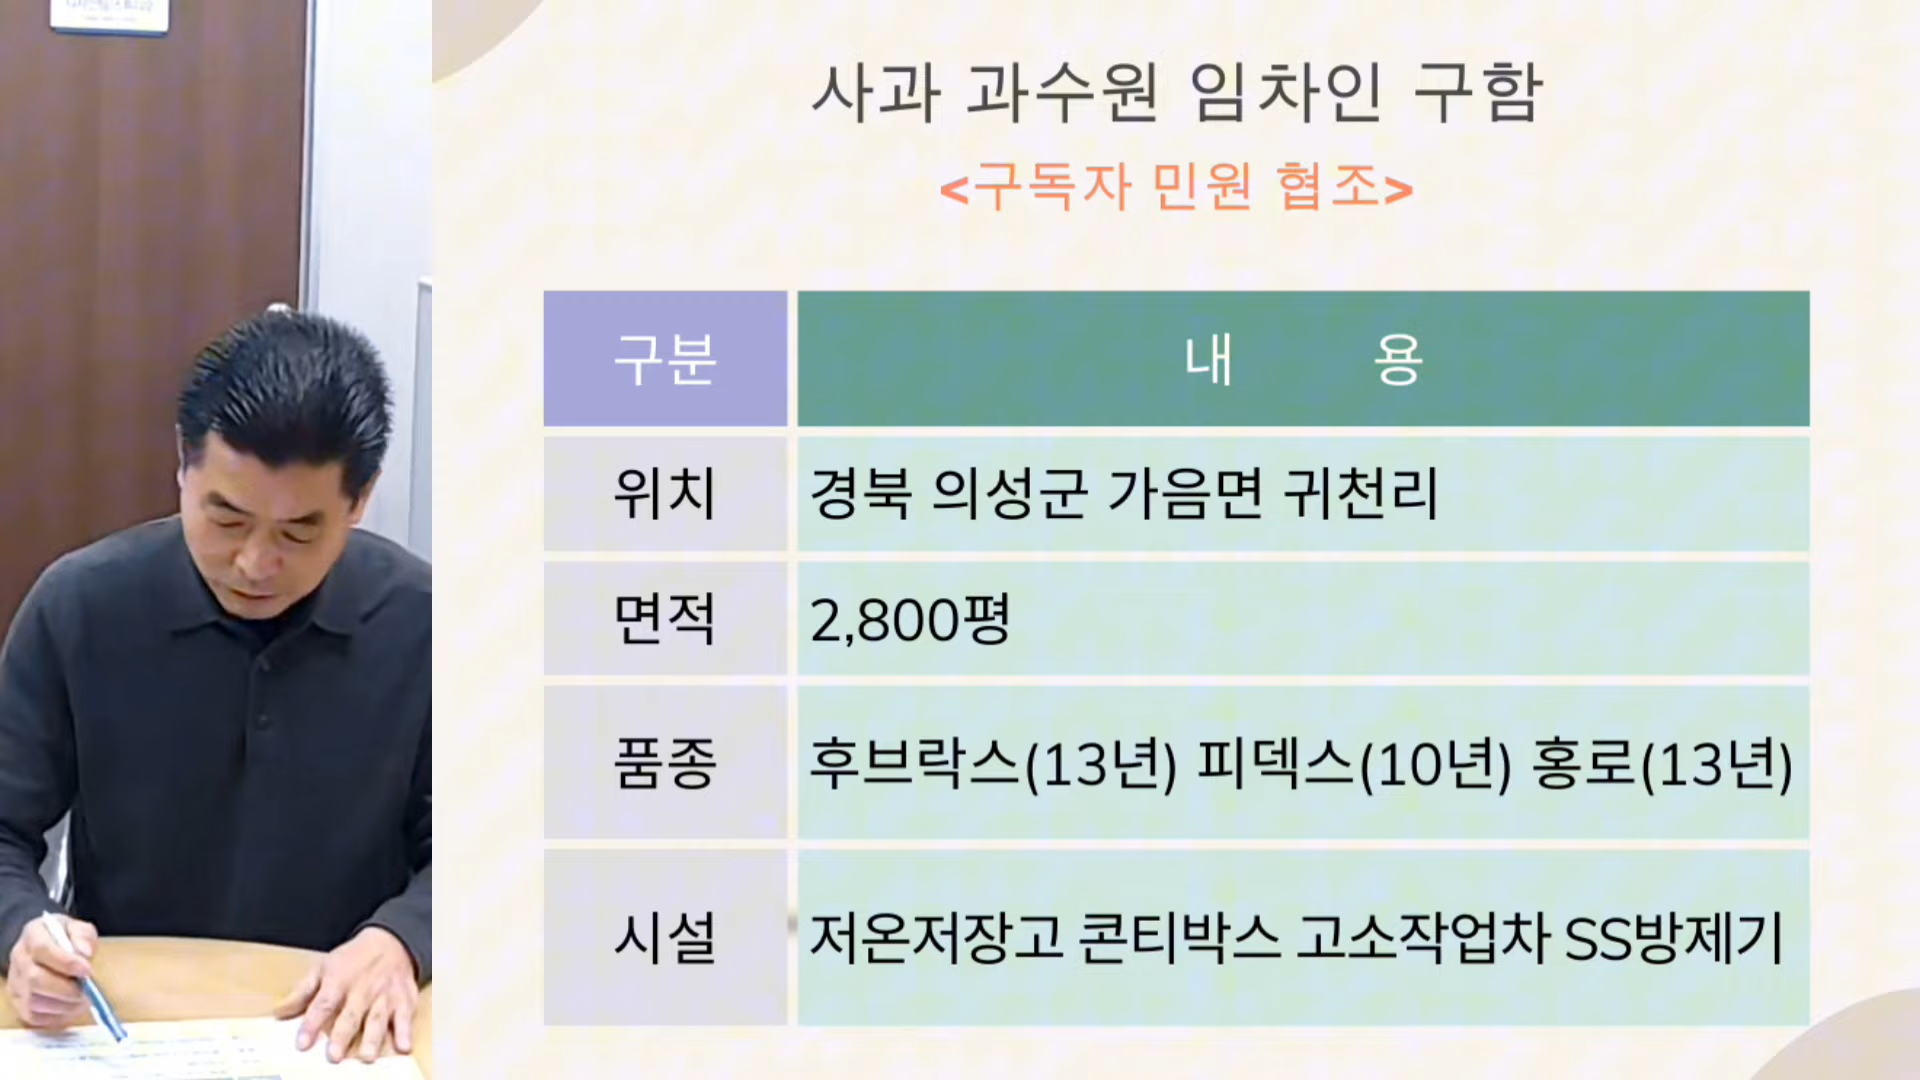 사과 과수원 임차인 구함
<구독자 민원 협조>
구분 내 용
위치 경북 의성군 가음면 귀천리
면적 2,800평
품종 후브락스(13년) 피덱스(10년) 홍로(13년)
시설 저온저장고 콘티박스 고소작업차 SS방제기